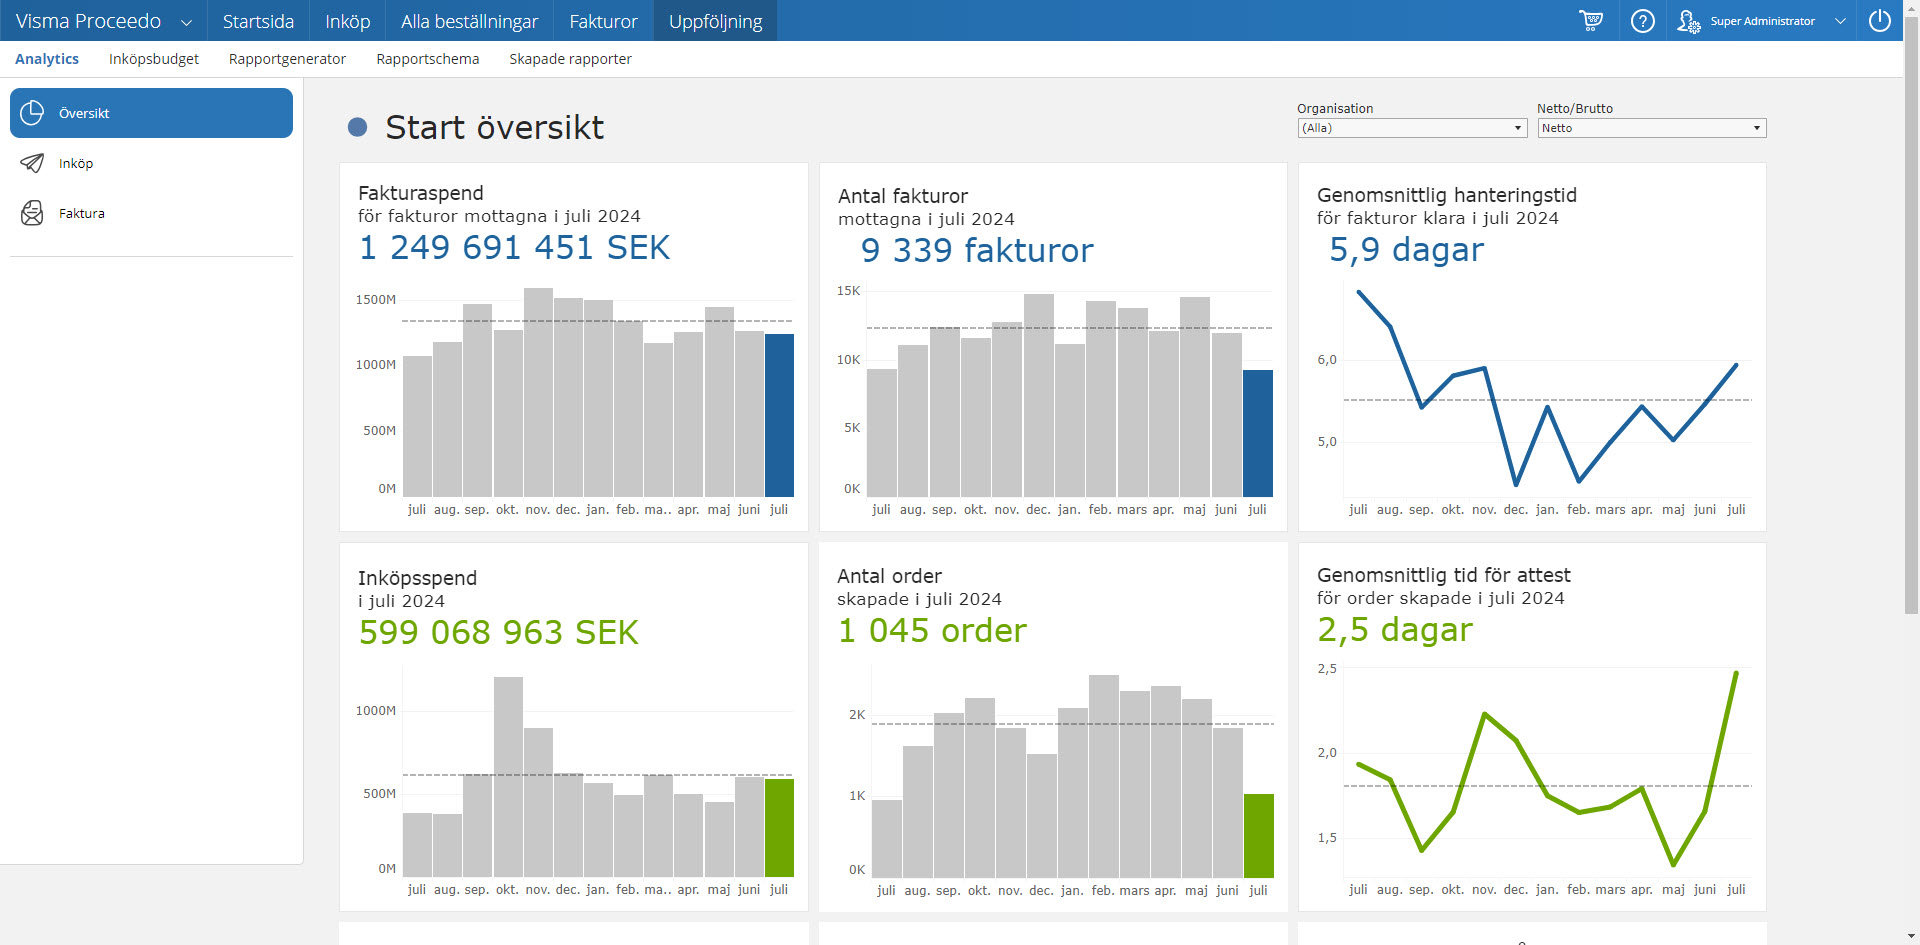 Visma Proceedo Startsida Inköp Alla beställningar Fakturor Uppföljning Super Administrator
Analytics Inköpsbudget Rapportgenerator Rapportschema Skapade rapporter
Översikt
Inköp
Faktura
Start översikt
Organisation
(Alla)
Netto/Brutto
Netto
Fakturaspend
för fakturor mottagna i juli 2024
1 249 691 451 SEK
1500M
1000M
500M
0M
juli aug. sep. okt. nov. dec. jan. feb. ma.. apr. maj juni juli
Antal fakturor
mottagna i juli 2024
9 339 fakturor
15K
10K
5K
0K
juli aug. sep. okt. nov. dec. jan. feb. mars apr. maj juni juli
Genomsnittlig hanteringstid
för fakturor klara i juli 2024
5,9 dagar
6,0
5,0
juli aug. sep. okt. nov. dec. jan. feb. mars apr. maj juni juli
Inköpsspend
i juli 2024
599 068 963 SEK
1000M
500M
0M
juli aug. sep. okt. nov. dec. jan. feb. ma.. apr. maj juni juli
Antal order
skapade i juli 2024
1 045 order
2K
1K
0K
juli aug. sep. okt. nov. dec. jan. feb. mars apr. maj juni juli
Genomsnittlig tid för attest
för order skapade i juli 2024
2,5 dagar
2,5
2,0
1,5
juli aug. sep. okt. nov. dec. jan. feb. mars apr. maj juni juli